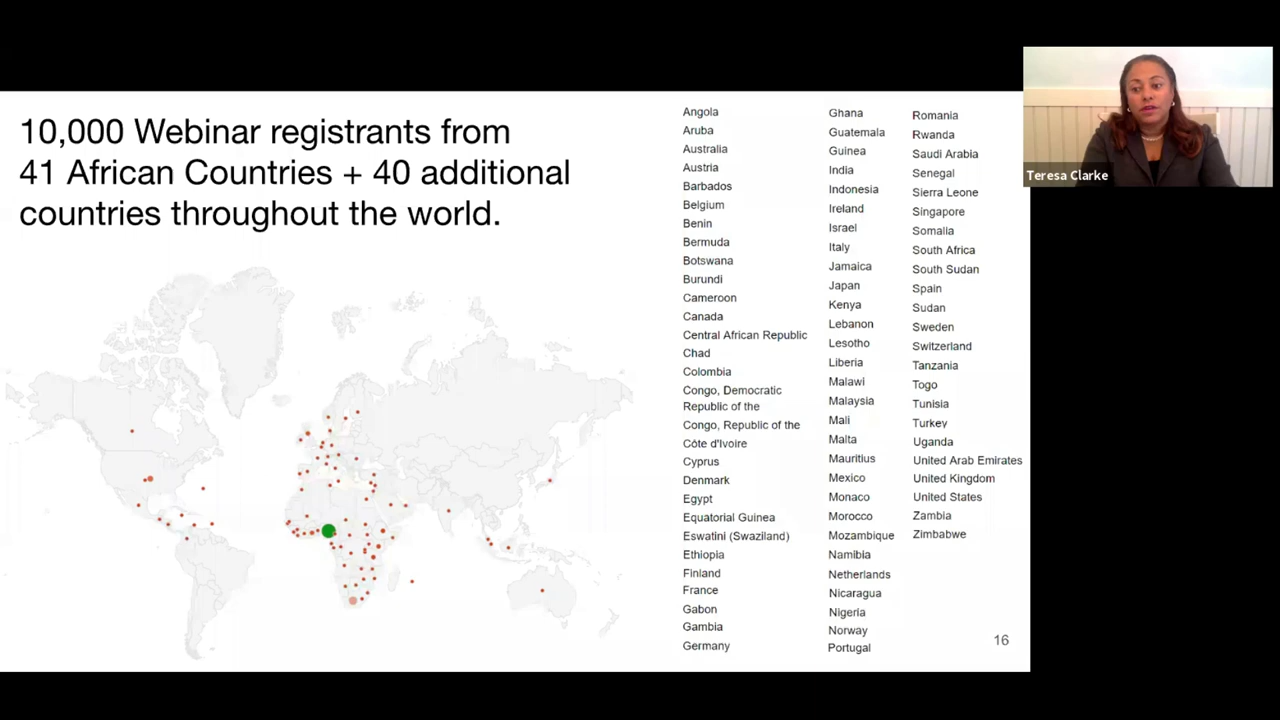 10,000 Webinar registrants from
41 African Countries + 40 additional
countries throughout the world.
Angola
Aruba
Australia
Austria
Barbados
Belgium
Benin
Bermuda
Botswana
Burundi
Cameroon
Canada
Central African Republic
Chad
Colombia
Congo, Democratic
Republic of the
Congo, Republic of the
Côte d'Ivoire
Cyprus
Denmark
Egypt
Equatorial Guinea
Eswatini (Swaziland)
Ethiopia
Finland
France
Gabon
Gambia
Germany
Ghana
Guatemala
Guinea
India
Indonesia
Ireland
Israel
Italy
Jamaica
Japan
Kenya
Lebanon
Lesotho
Liberia
Malawi
Malaysia
Mali
Malta
Mauritius
Mexico
Monaco
Morocco
Mozambique
Namibia
Netherlands
Nicaragua
Nigeria
Norway
Portugal
Romania
Rwanda
Saudi Arabia
Senegal
Sierra Leone
Singapore
Somalia
South Africa
South Sudan
Spain
Sudan
Sweden
Switzerland
Tanzania
Togo
Tunisia
Turkey
Uganda
United Arab Emirates
United Kingdom
United States
Zambia
Zimbabwe
16
Teresa Clarke